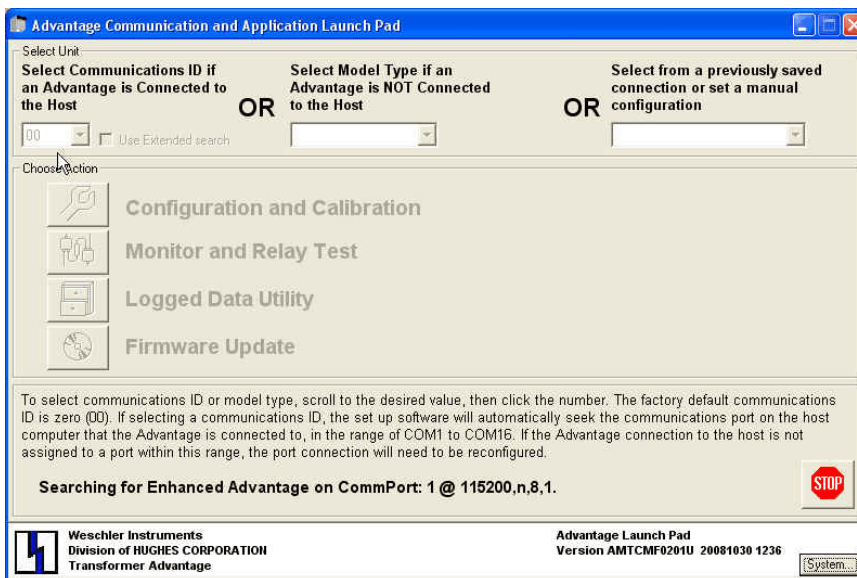 Advantage Communication and Application Launch Pad
Select Unit
Select Communications ID if
an Advantage is Connected to
the Host
OR
Select Model Type if an
Advantage is NOT Connected
to the Host
OR
Select from a previously saved
connection or set a manual
configuration
00
Use Extended search
Choose Action
Configuration and Calibration
Monitor and Relay Test
Logged Data Utility
Firmware Update
To select communications ID or model type, scroll to the desired value, then click the number. The factory default communications
ID is zero (00). If selecting a communications ID, the set up software will automatically seek the communications port on the host
computer that the Advantage is connected to, in the range of COM1 to COM16. If the Advantage connection to the host is not
assigned to a port within this range, the port connection will need to be reconfigured.
Searching for Enhanced Advantage on CommPort: 1 @ 115200,n,8,1.
STOP
Weschler Instruments
Division of HUGHES CORPORATION
Transformer Advantage
Advantage Launch Pad
Version AMTCMF0201U 20081030 1236
System...